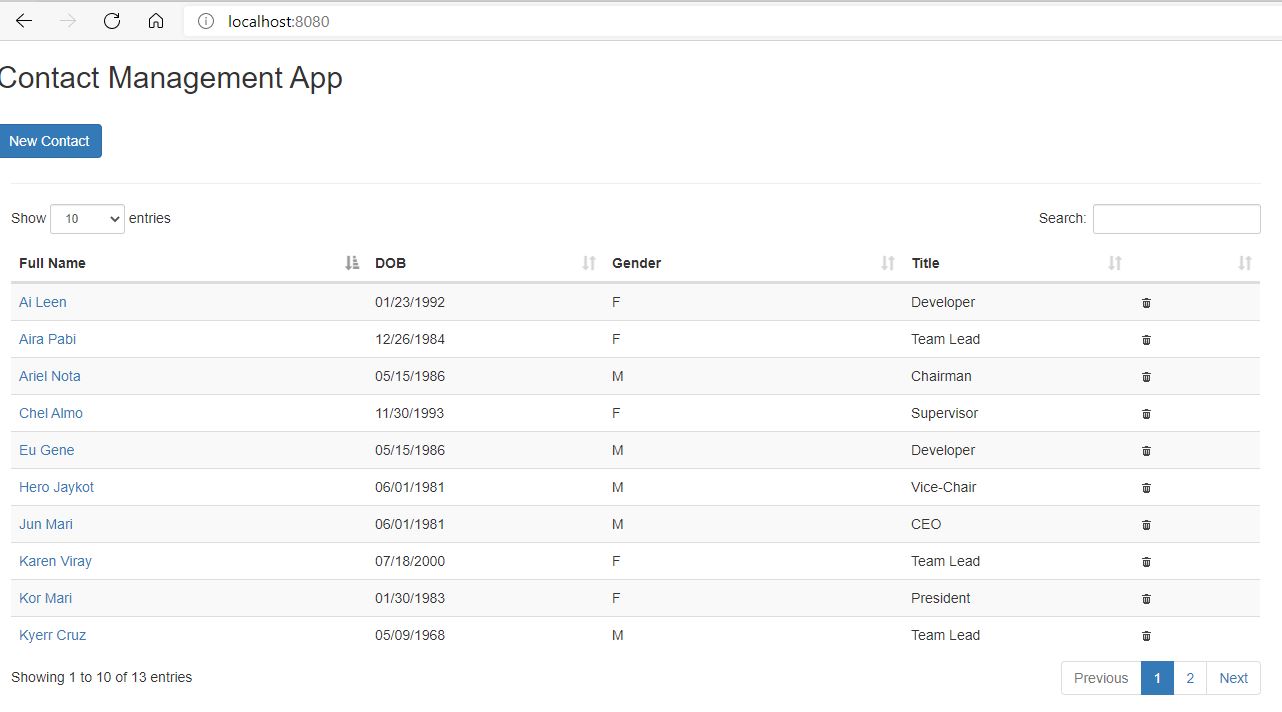 localhost:8080
Contact Management App
New Contact
Show 10 entries Search:
Full Name DOB Gender Title
Ai Leen 01/23/1992 F Developer
Aira Pabi 12/26/1984 F Team Lead
Ariel Nota 05/15/1986 M Chairman
Chel Almo 11/30/1993 F Supervisor
Eu Gene 05/15/1986 M Developer
Hero Jaykot 06/01/1981 M Vice-Chair
Jun Mari 06/01/1981 M CEO
Karen Viray 07/18/2000 F Team Lead
Kor Mari 01/30/1983 F President
Kyerr Cruz 05/09/1968 M Team Lead
Showing 1 to 10 of 13 entries Previous 1 2 Next